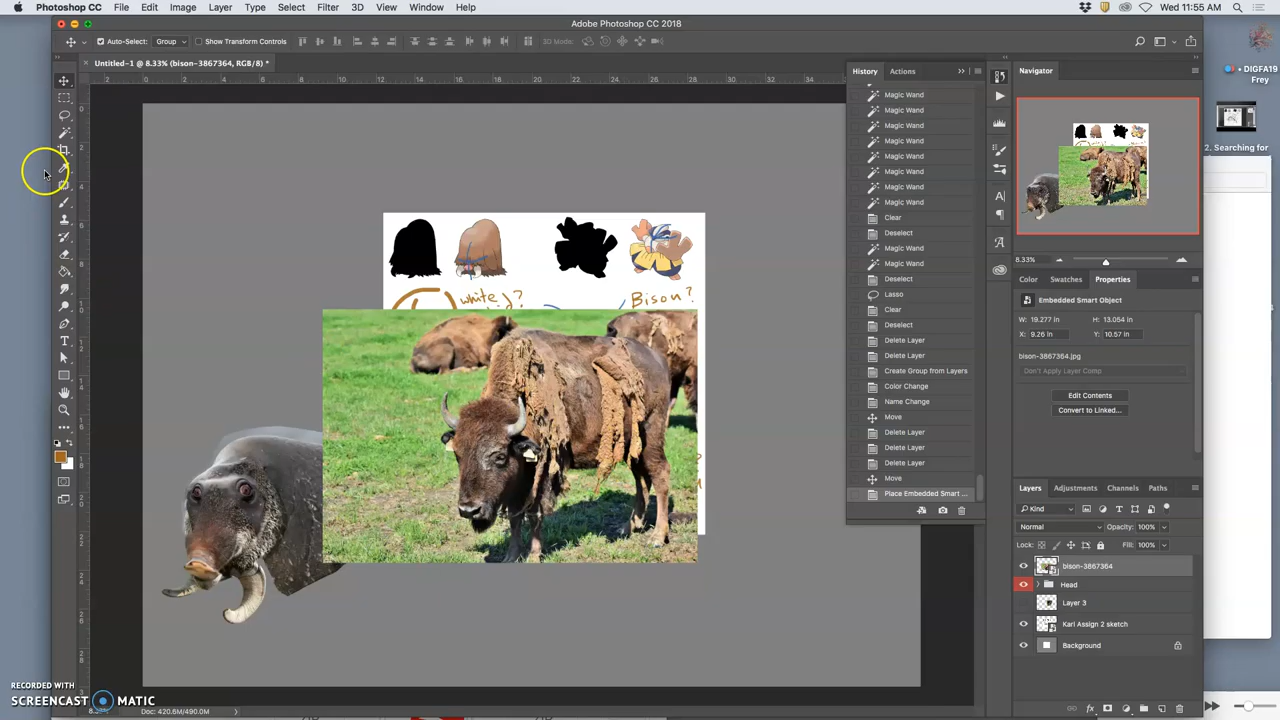 Photoshop CC File Edit Image Layer Type Select Filter 3D View Window Help 11:55 AM
Adobe Photoshop CC 2018
Auto-Select: Group Show Transform Controls 3D Mode:
Untitled-1 @ 8.33% (bison-3867364, RGB/8) *
History Actions
Magic Wand
Magic Wand
Magic Wand
Magic Wand
Magic Wand
Magic Wand
Magic Wand
Magic Wand
Clear
Deselect
Magic Wand
Magic Wand
Deselect
Lasso
Clear
Deselect
Delete Layer
Delete Layer
Create Group from Layers
Color Change
Name Change
Move
Delete Layer
Delete Layer
Delete Layer
Move
Place Embedded Smart ...
Navigator
8.33%
Color Swatches Properties
Embedded Smart Object
W: 19.277 in H: 13.054 in
X: 9.26 in Y: 10.57 in
bison-3867364.jpg
Don't Apply Layer Comp
Edit Contents
Convert to Linked...
Layers Adjustments Channels Paths
Kind
Normal Opacity: 100%
Lock: Fill: 100%
bison-3867364
Head
Layer 3
Karl Assign 2 sketch
Background
white
Bison?
DIGFA19
Frey
2. Searching for
Doc: 420.6M/490.0M
RECORDED WITH
SCREENCAST MATIC